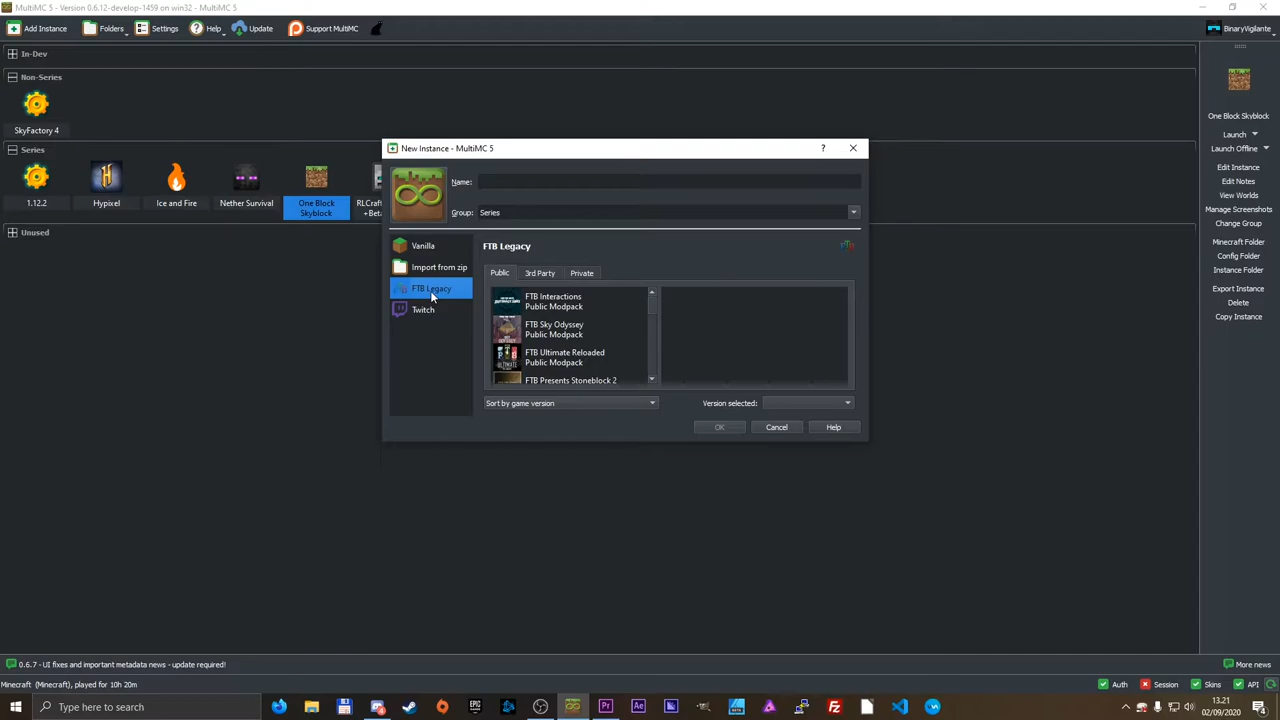 MultiMC 5 - Version 0.6.12-develop-1459 on win32
Add Instance Folders Settings Help Update Support MultiMC BinaryVigilante
In-Dev
Non-Series
SkyFactory 4
Series
1.12.2 Hypixel Ice and Fire Nether Survival One Block Skyblock RLCraft +Beta
Unused
New Instance - MultiMC 5 ?
Name:
Group: Series
Vanilla
Import from zip
FTB Legacy
Twitch
FTB Legacy
Public 3rd Party Private
FTB Interactions
Public Modpack
FTB Sky Odyssey
Public Modpack
FTB Ultimate Reloaded
Public Modpack
FTB Presents Stoneblock 2
Sort by game version Version selected:
OK Cancel Help
One Block Skyblock
Launch
Launch Offline
Edit Instance
Edit Notes
View Worlds
Manage Screenshots
Change Group
Minecraft Folder
Config Folder
Instance Folder
Export Instance
Delete
Copy Instance
0.6.7 - UI fixes and important metadata news - update required! More news
Minecraft (Minecraft), played for 10h 20m Auth Session Skins API
Type here to search
13.21
02/09/2020